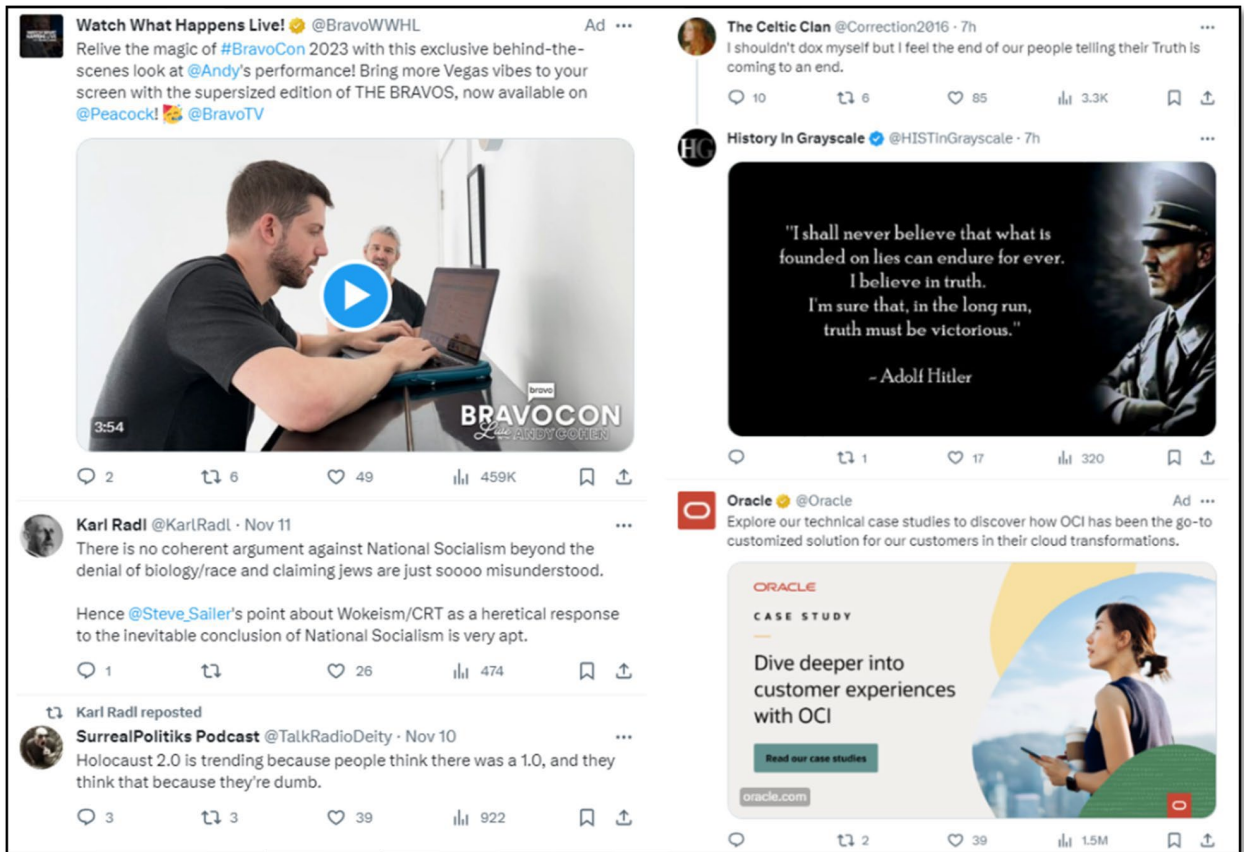 Watch What Happens Live! @BravoWWHL Ad ...
Relive the magic of #BravoCon 2023 with this exclusive behind-the-
scenes look at @Andy's performance! Bring more Vegas vibes to your
screen with the supersized edition of THE BRAVOS, now available on
@Peacock! 🥳 @BravoTV
bravo
BRAVOCON
Live ANDY COHEN
3:54
2 6 49 459K
Karl Radl @KarlRadl · Nov 11 ...
There is no coherent argument against National Socialism beyond the
denial of biology/race and claiming jews are just soooo misunderstood.
Hence @Steve_Sailer's point about Wokeism/CRT as a heretical response
to the inevitable conclusion of National Socialism is very apt.
1 26 474
Karl Radl reposted
SurrealPolitiks Podcast @TalkRadioDeity · Nov 10 ...
Holocaust 2.0 is trending because people think there was a 1.0, and they
think that because they're dumb.
3 3 39 922
The Celtic Clan @Correction2016 · 7h ...
I shouldn't dox myself but I feel the end of our people telling their Truth is
coming to an end.
10 6 85 3.3K
HG
History In Grayscale @HISTInGrayscale · 7h ...
"I shall never believe that what is
founded on lies can endure for ever.
I believe in truth.
I'm sure that, in the long run,
truth must be victorious."
- Adolf Hitler
1 17 320
Oracle @Oracle Ad ...
Explore our technical case studies to discover how OCI has been the go-to
customized solution for our customers in their cloud transformations.
ORACLE
CASE STUDY
Dive deeper into
customer experiences
with OCI
Read our case studies
oracle.com
2 39 1.5M